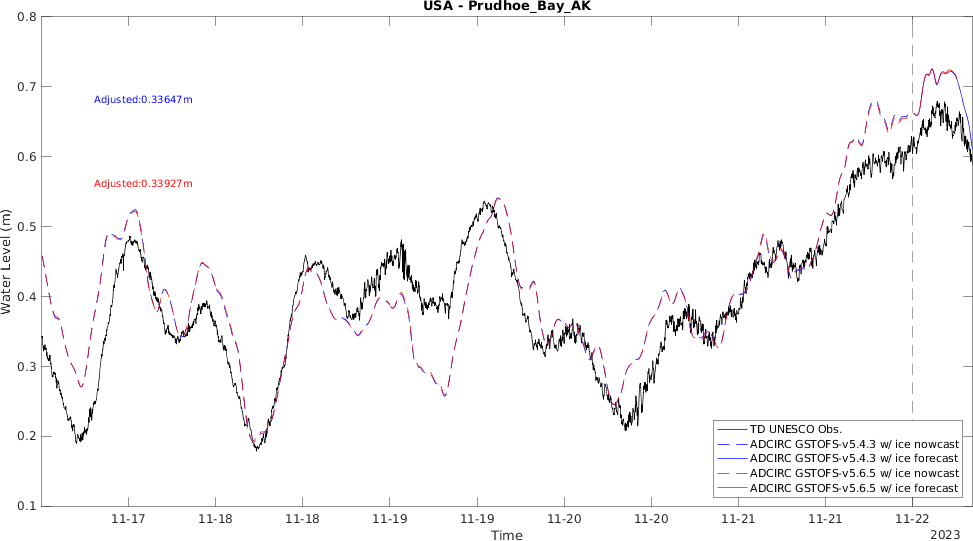 USA - Prudhoe_Bay_AK
0.8
0.7
0.6
0.5
0.4
0.3
0.2
0.1
Water Level (m)
Adjusted:0.33647m
Adjusted:0.33927m
TD UNESCO Obs.
ADCIRC GSTOFS-v5.4.3 w/ ice nowcast
ADCIRC GSTOFS-v5.4.3 w/ ice forecast
ADCIRC GSTOFS-v5.6.5 w/ ice nowcast
ADCIRC GSTOFS-v5.6.5 w/ ice forecast
11-17 11-18 11-18 11-19 11-19 11-20 11-20 11-21 11-21 11-22
Time
2023